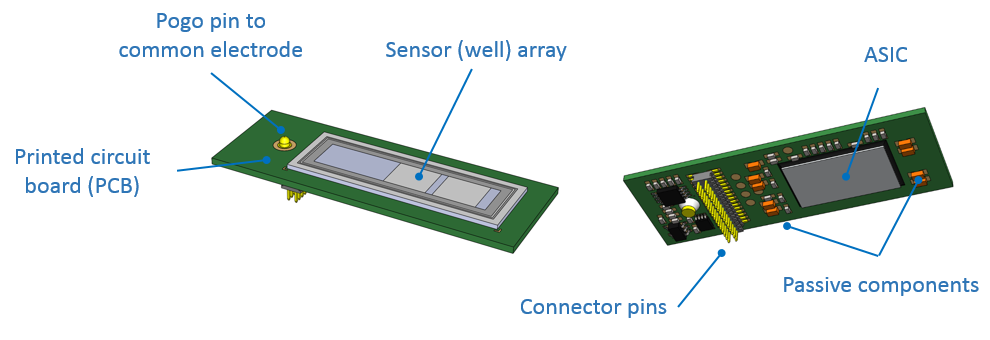 Pogo pin to
common electrode
Sensor (well) array
Printed circuit
board (PCB)
ASIC
Connector pins
Passive components